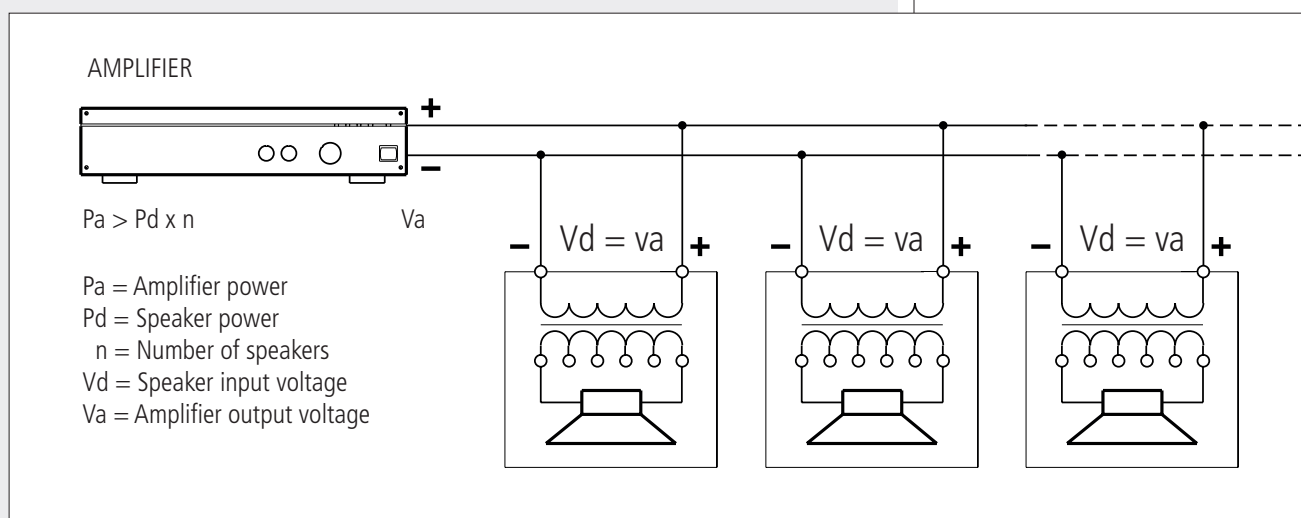 AMPLIFIER
+
−
Pa > Pd x n
Va
− Vd = va +
− Vd = va +
− Vd = va +
Pa = Amplifier power
Pd = Speaker power
n = Number of speakers
Vd = Speaker input voltage
Va = Amplifier output voltage